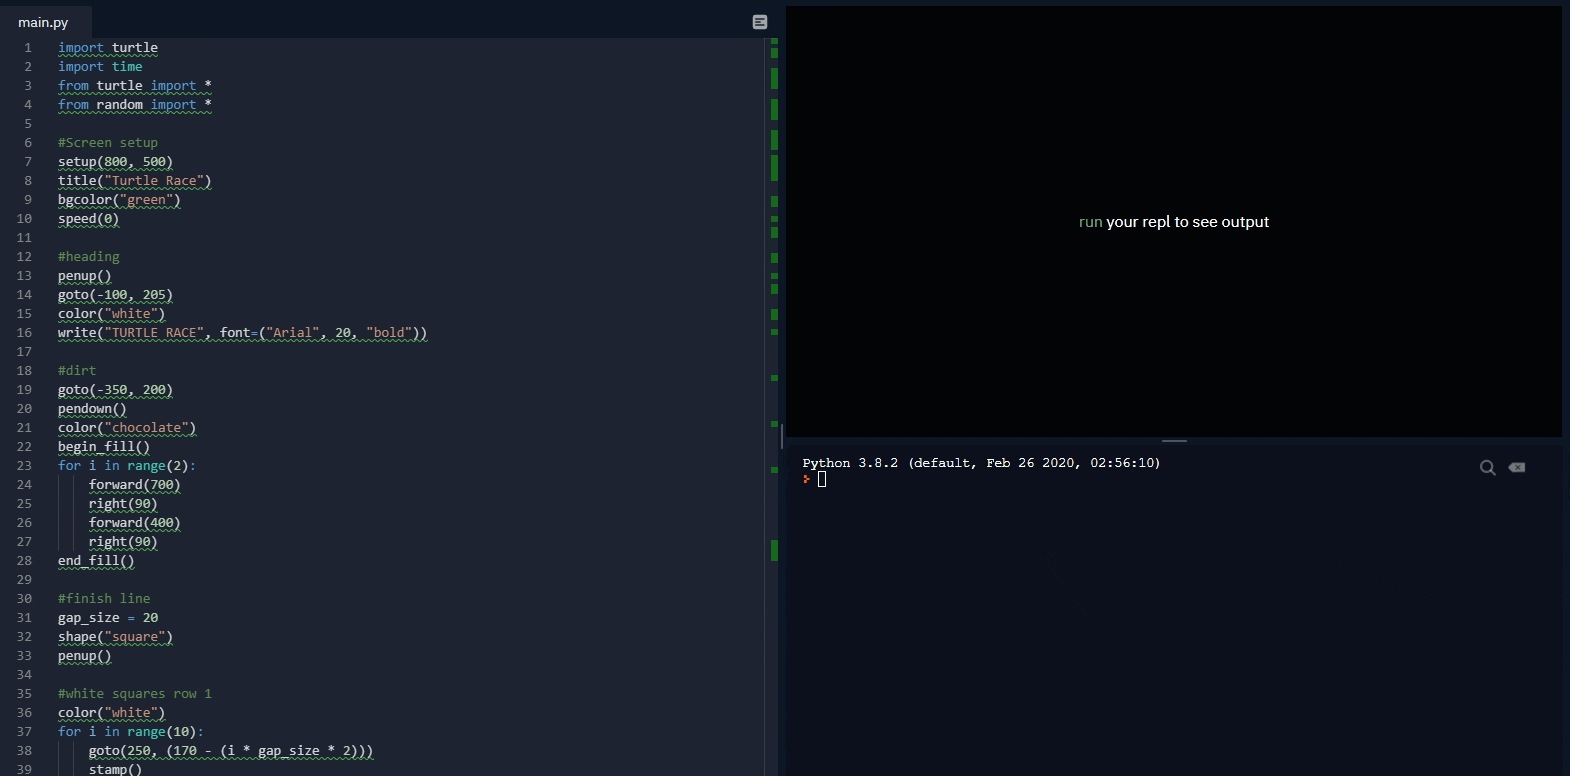 main.py
1 import turtle
2 import time
3 from turtle import *
4 from random import *
5
6 #Screen setup
7 setup(800, 500)
8 title("Turtle Race")
9 bgcolor("green")
10 speed(0)
11
12 #heading
13 penup()
14 goto(-100, 205)
15 color("white")
16 write("TURTLE RACE", font=("Arial", 20, "bold"))
17
18 #dirt
19 goto(-350, 200)
20 pendown()
21 color("chocolate")
22 begin_fill()
23 for i in range(2):
24 forward(700)
25 right(90)
26 forward(400)
27 right(90)
28 end_fill()
29
30 #finish line
31 gap_size = 20
32 shape("square")
33 penup()
34
35 #white squares row 1
36 color("white")
37 for i in range(10):
38 goto(250, (170 - (i * gap_size * 2)))
39 stamp()
run your repl to see output
Python 3.8.2 (default, Feb 26 2020, 02:56:10)